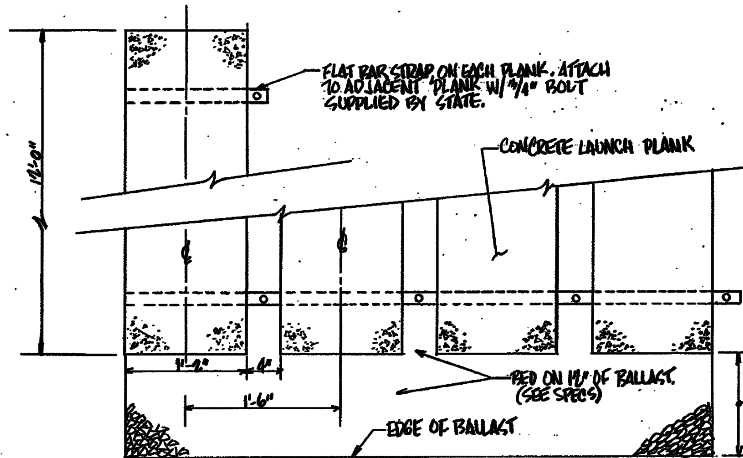 12'-0"
FLAT BAR STRAP ON EACH PLANK. ATTACH
TO ADJACENT PLANK W/ 3/4" BOLT
SUPPLIED BY STATE.
CONCRETE LAUNCH PLANK
1'-2"
4"
1'-6"
BED ON 12" OF BALLAST.
(SEE SPECS)
EDGE OF BALLAST